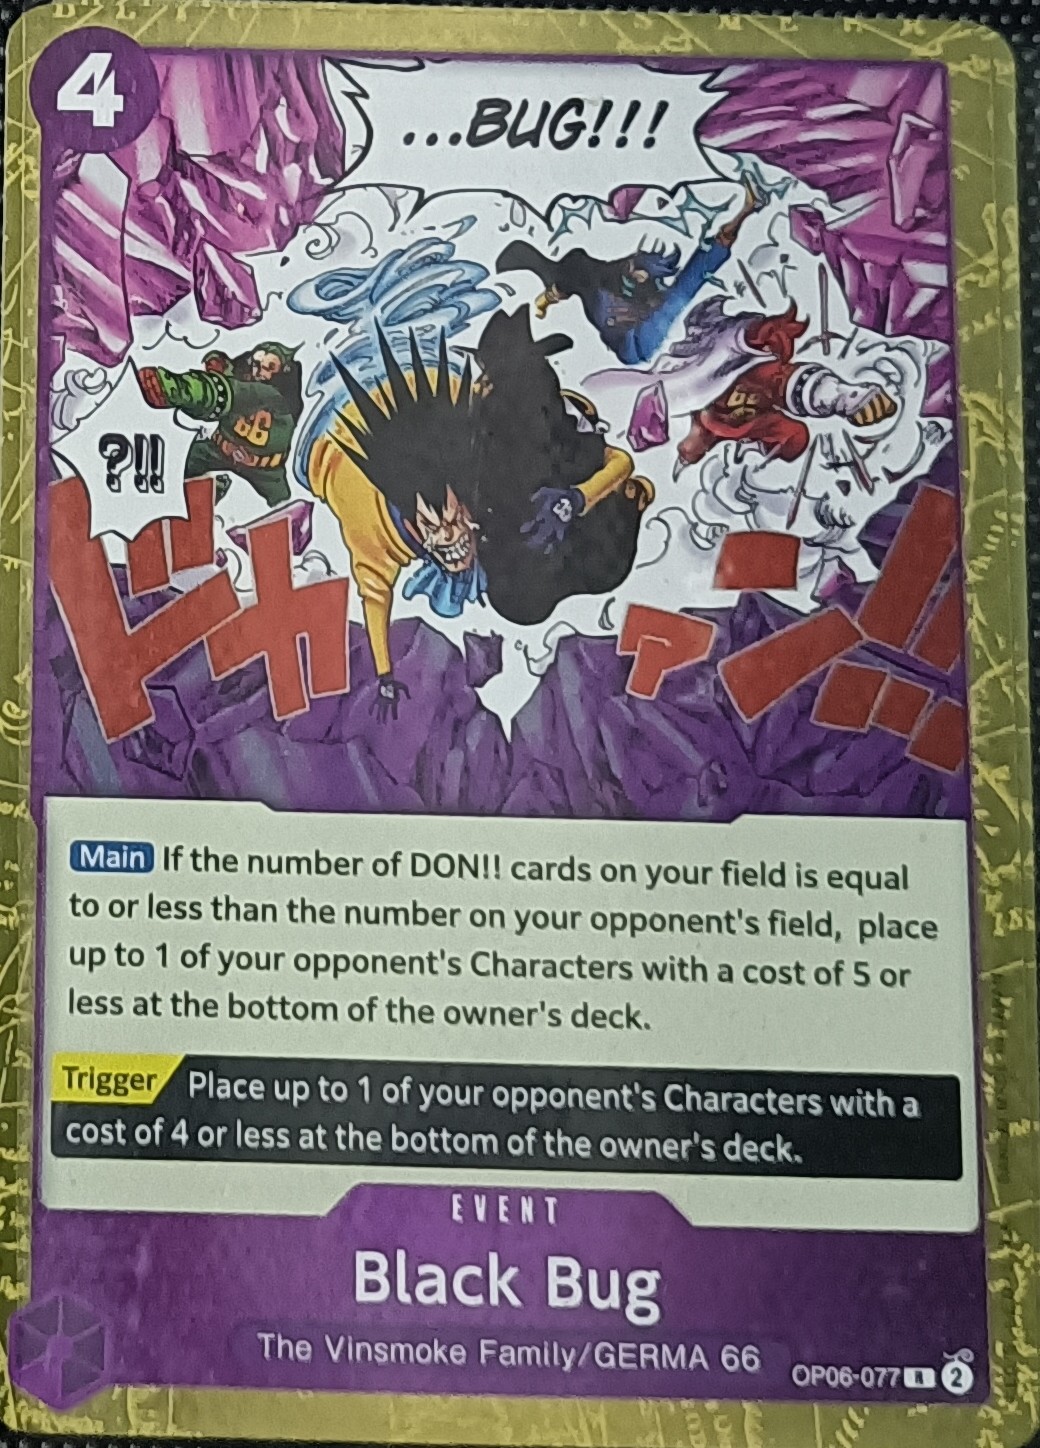 4
...BUG!!!
?!!
66
66
ドカァン!!
Main If the number of DON!! cards on your field is equal
to or less than the number on your opponent's field, place
up to 1 of your opponent's Characters with a cost of 5 or
less at the bottom of the owner's deck.
Trigger Place up to 1 of your opponent's Characters with a
cost of 4 or less at the bottom of the owner's deck.
EVENT
Black Bug
The Vinsmoke Family/GERMA 66
OP06-077 R 2